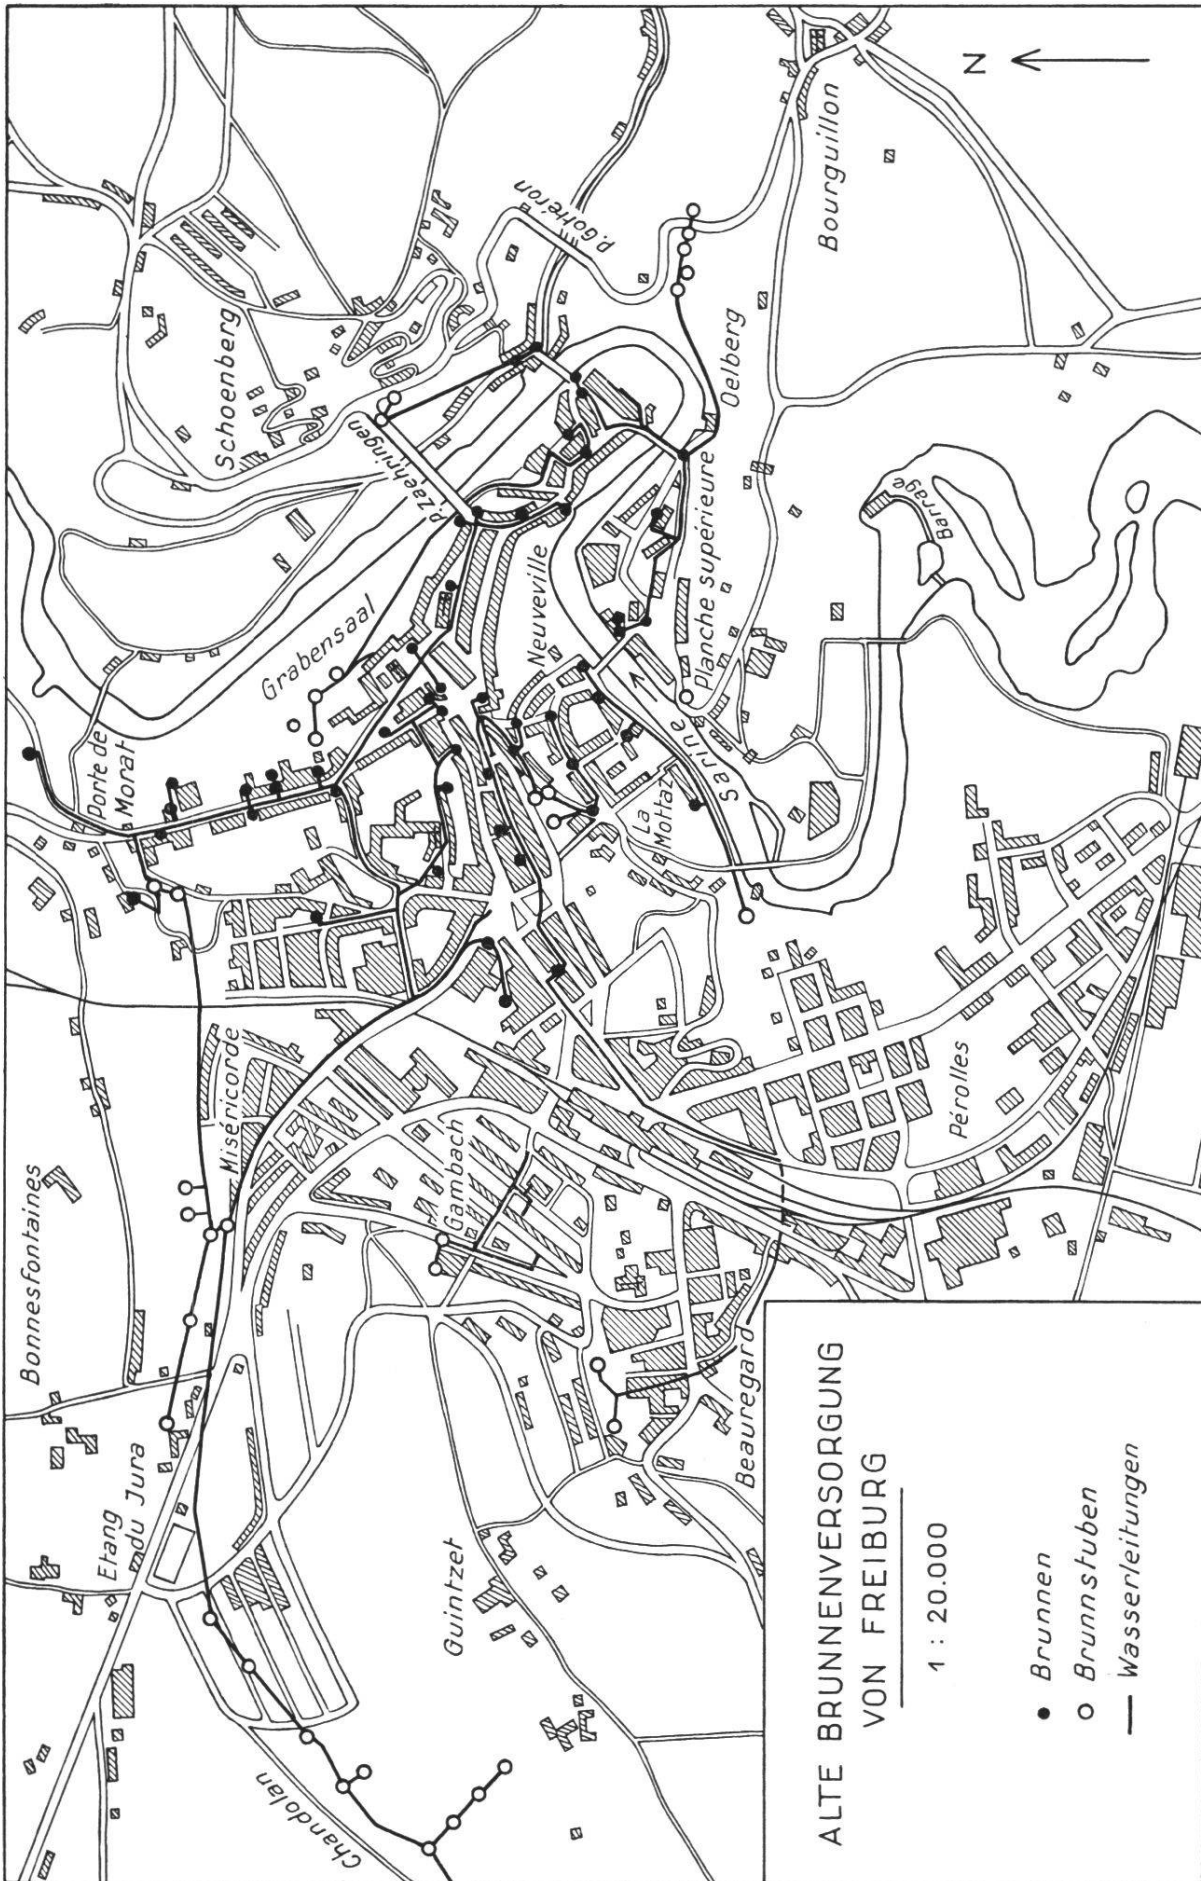 ALTE BRUNNENVERSORGUNG
VON FREIBURG
1 : 20.000
Brunnen
Brunnstuben
Wasserleitungen
N
Bourguillon
P. Gottéron
Schoenberg
Oelberg
P. Zaehringen
Barrage
Planche supérieure
Neuveville
Grabensaal
Sarine
Porte de
Morat
La
Mottaz
Miséricorde
Pérolles
Gambach
Bonnesfontaines
Beauregard
Etang
du Jura
Guintzet
Chandolan